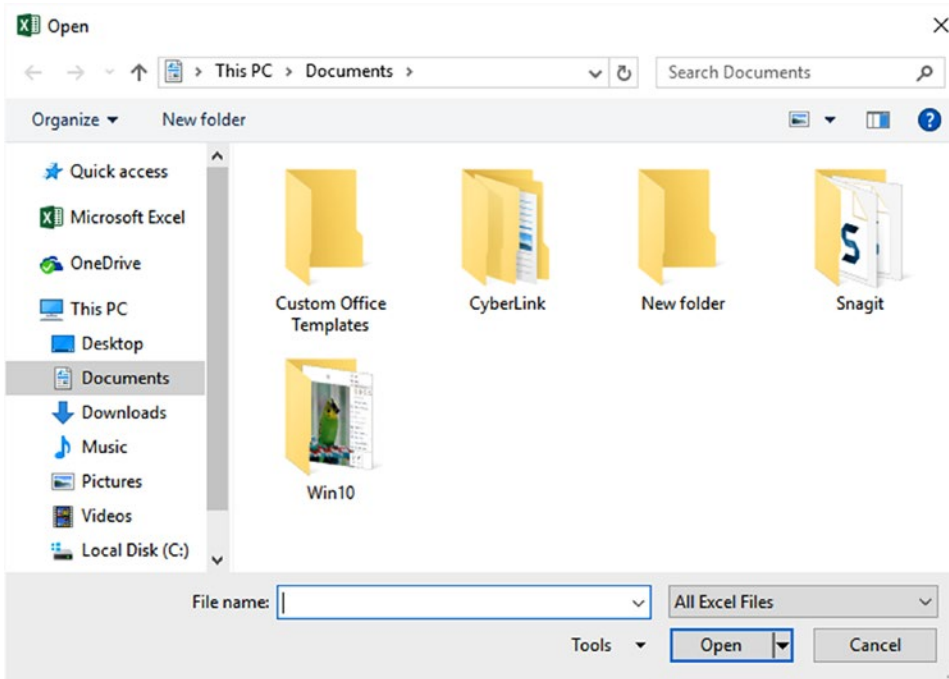 Open
This PC > Documents >
Search Documents
Organize
New folder
Quick access
Microsoft Excel
OneDrive
This PC
Desktop
Documents
Downloads
Music
Pictures
Videos
Local Disk (C:)
Custom Office
Templates
CyberLink
New folder
Snagit
Win10
File name:
All Excel Files
Tools
Open
Cancel